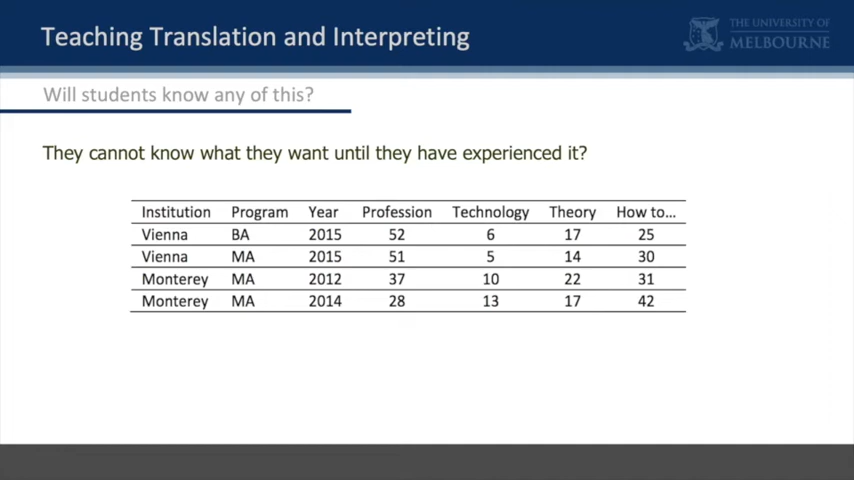 Teaching Translation and Interpreting
THE UNIVERSITY OF
MELBOURNE
Will students know any of this?
They cannot know what they want until they have experienced it?
Institution Program Year Profession Technology Theory How to...
Vienna BA 2015 52 6 17 25
Vienna MA 2015 51 5 14 30
Monterey MA 2012 37 10 22 31
Monterey MA 2014 28 13 17 42